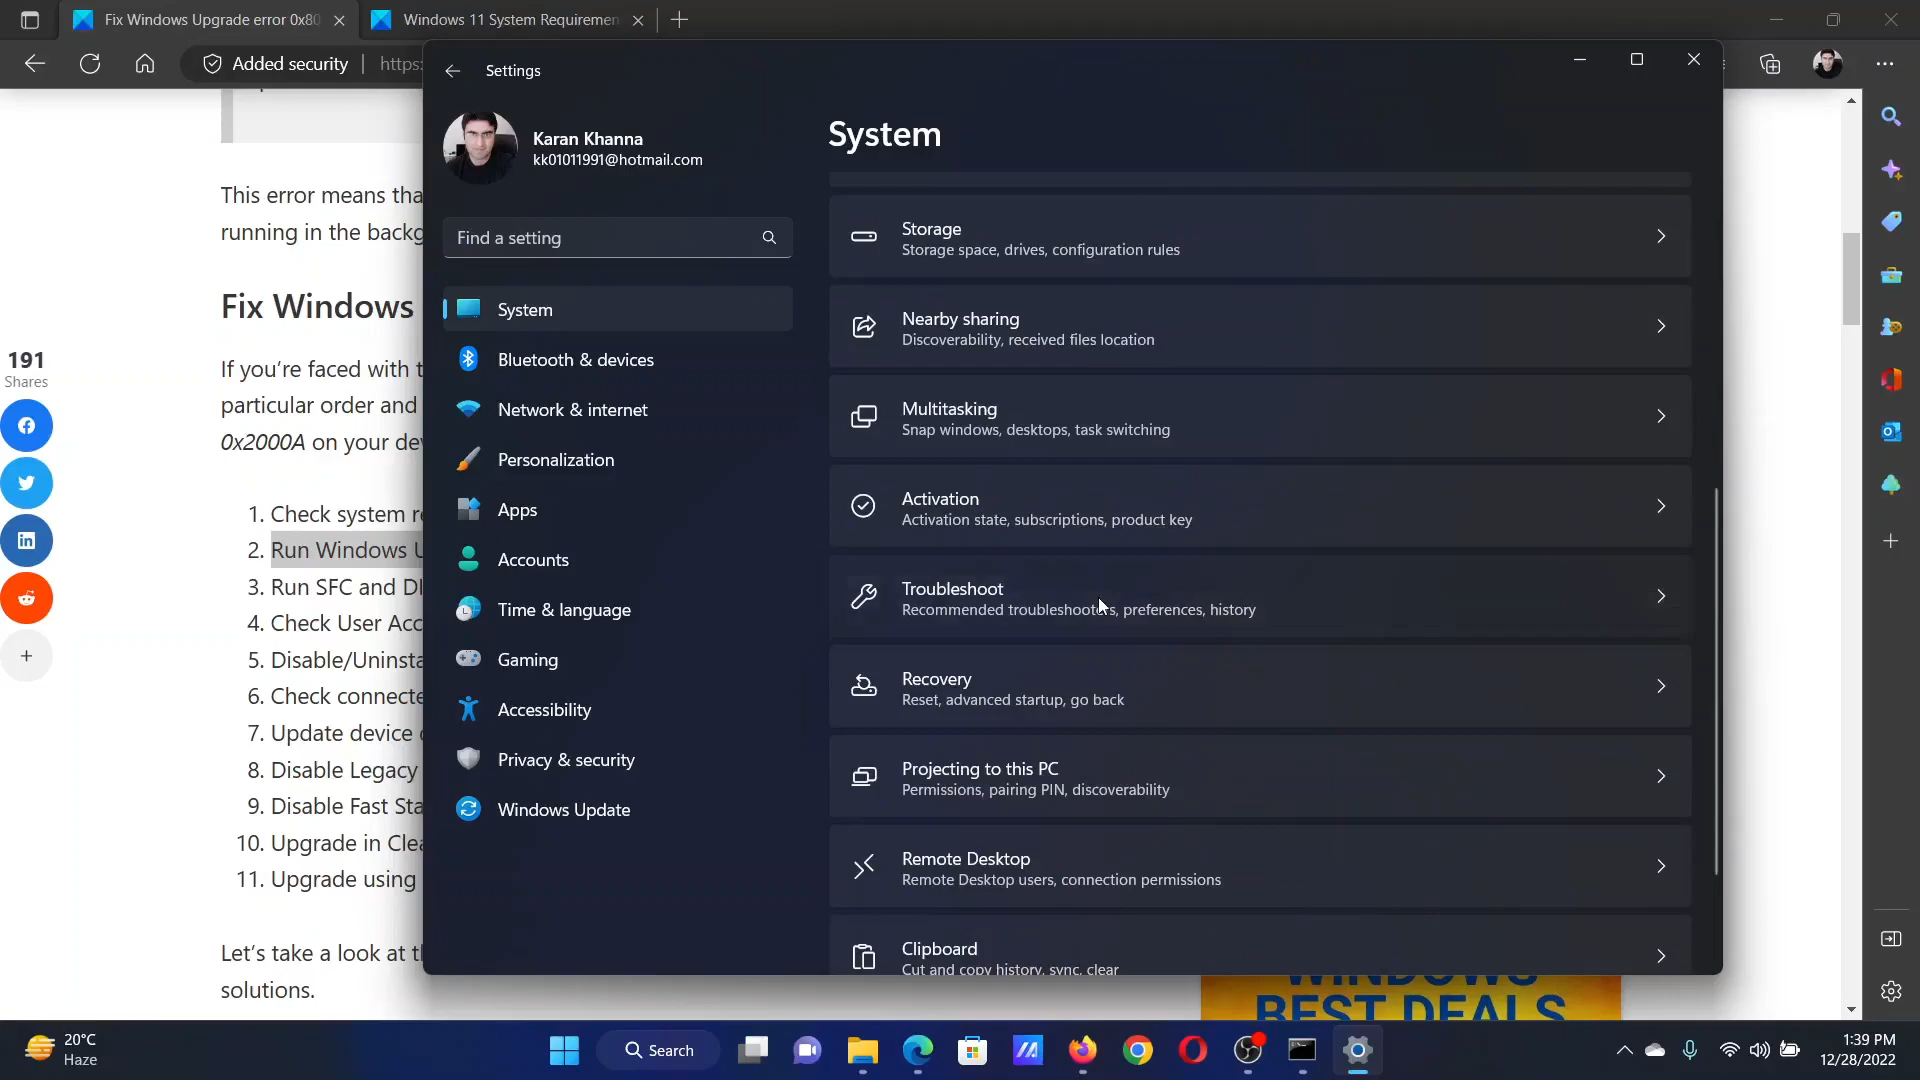 Fix Windows Upgrade error 0x80
Windows 11 System Requiremen
Added security
https:
Settings
Karan Khanna
kk01011991@hotmail.com
Find a setting
System
Bluetooth & devices
Network & internet
Personalization
Apps
Accounts
Time & language
Gaming
Accessibility
Privacy & security
Windows Update
System
Storage
Storage space, drives, configuration rules
Nearby sharing
Discoverability, received files location
Multitasking
Snap windows, desktops, task switching
Activation
Activation state, subscriptions, product key
Troubleshoot
Recommended troubleshooters, preferences, history
Recovery
Reset, advanced startup, go back
Projecting to this PC
Permissions, pairing PIN, discoverability
Remote Desktop
Remote Desktop users, connection permissions
Clipboard
Cut and copy history, sync, clear
This error means tha
running in the backg
Fix Windows
If you're faced with t
particular order and
0x2000A on your dev
191
Shares
1. Check system re
2. Run Windows U
3. Run SFC and DI
4. Check User Acc
5. Disable/Uninsta
6. Check connecte
7. Update device d
8. Disable Legacy
9. Disable Fast Sta
10. Upgrade in Clea
11. Upgrade using
Let's take a look at th
solutions.
WINDOWS
BEST DEALS
20°C
Haze
Search
1:39 PM
12/28/2022